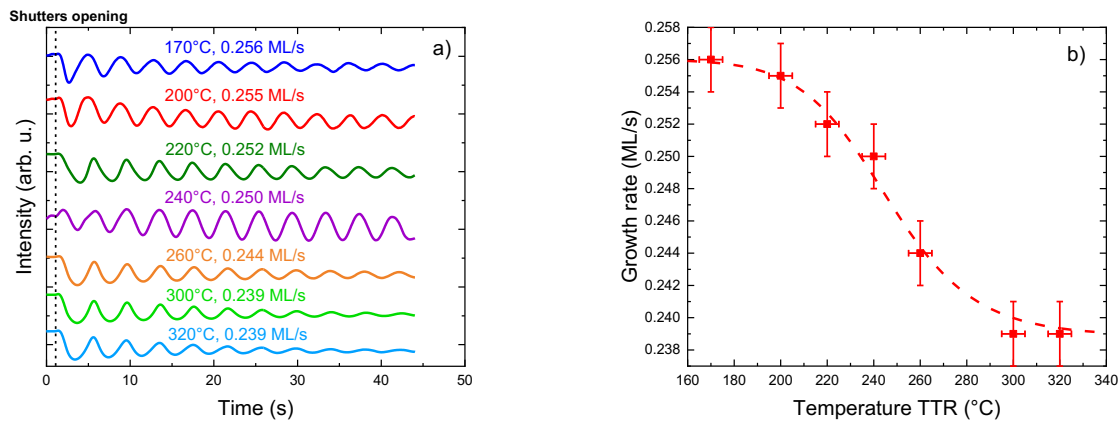 Shutters opening
a)
170°C, 0.256 ML/s
200°C, 0.255 ML/s
220°C, 0.252 ML/s
240°C, 0.250 ML/s
260°C, 0.244 ML/s
300°C, 0.239 ML/s
320°C, 0.239 ML/s
Intensity (arb. u.)
0 10 20 30 40 50
Time (s)
b)
0.258
0.256
0.254
0.252
0.250
0.248
0.246
0.244
0.242
0.240
0.238
Growth rate (ML/s)
160 180 200 220 240 260 280 300 320 340
Temperature TTR (°C)